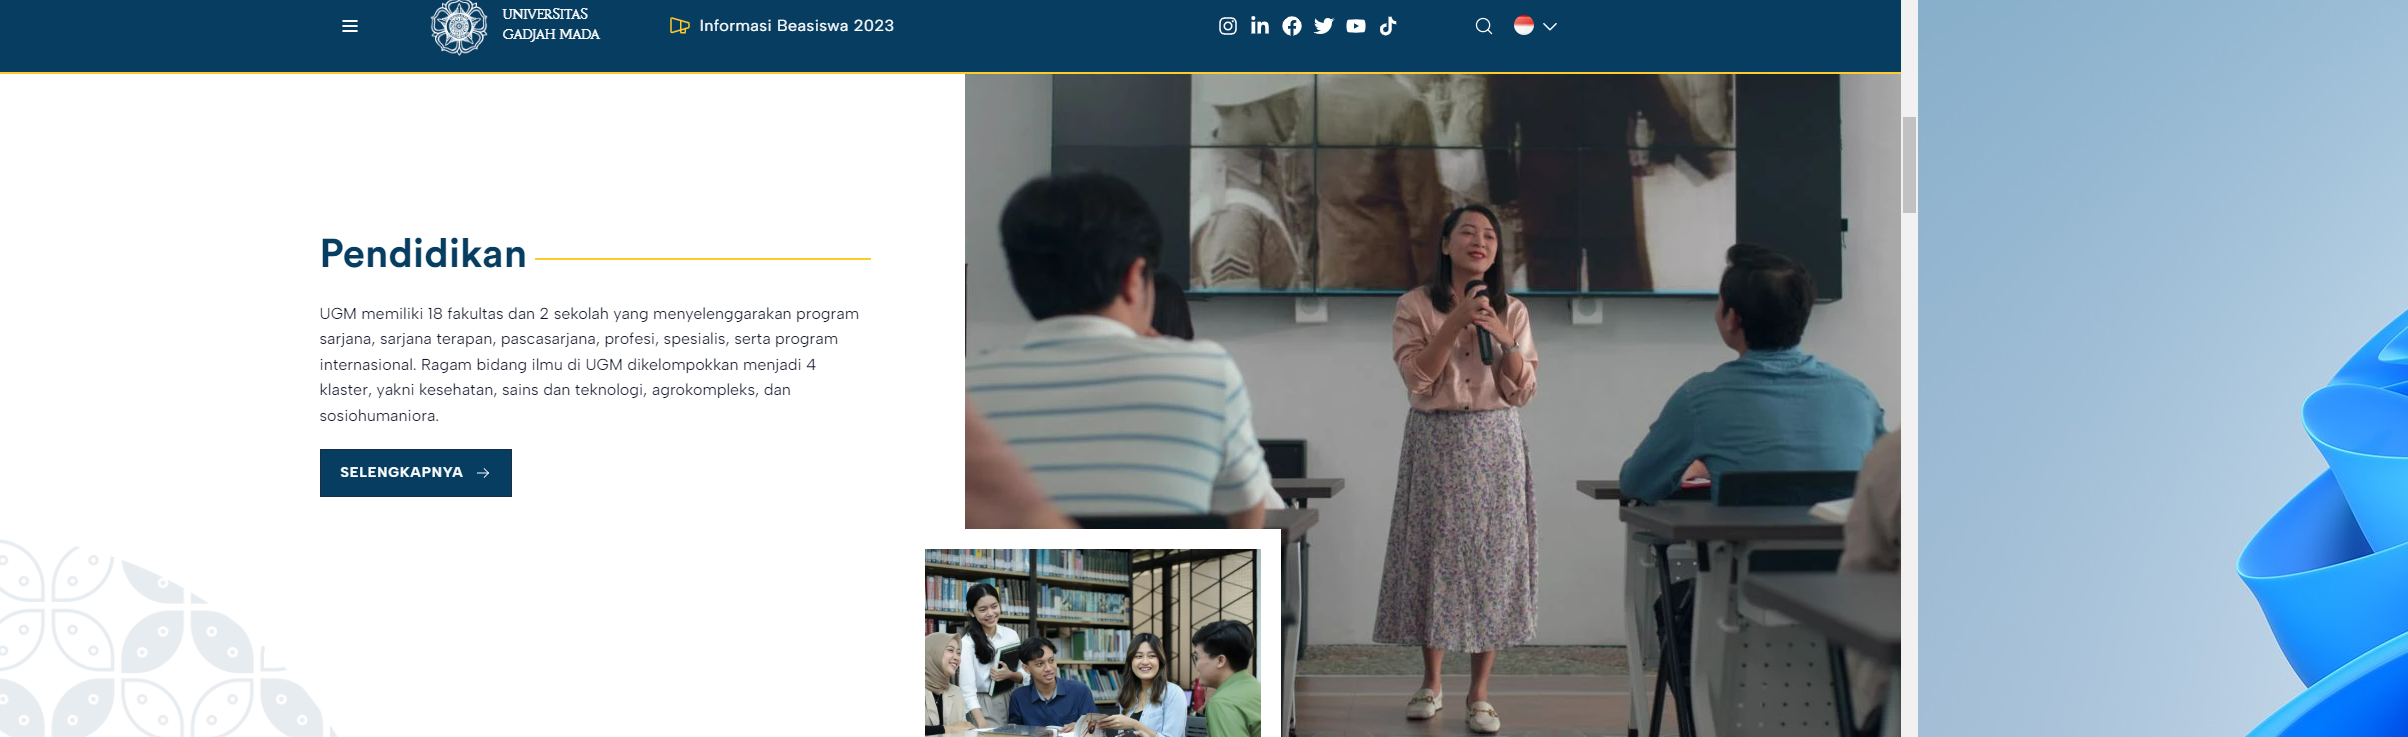 UNIVERSITAS
GADJAH MADA
Informasi Beasiswa 2023
Pendidikan
UGM memiliki 18 fakultas dan 2 sekolah yang menyelenggarakan program
sarjana, sarjana terapan, pascasarjana, profesi, spesialis, serta program
internasional. Ragam bidang ilmu di UGM dikelompokkan menjadi 4
klaster, yakni kesehatan, sains dan teknologi, agrokompleks, dan
sosiohumaniora.
SELENGKAPNYA